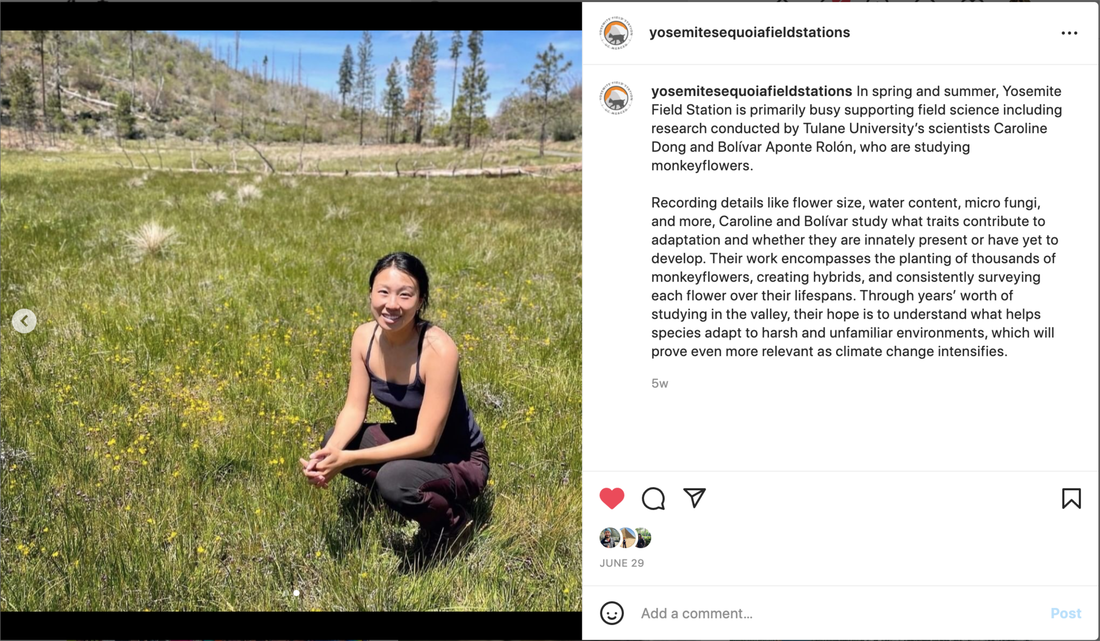 yosemitesequoiafieldstations
yosemitesequoiafieldstations In spring and summer, Yosemite
Field Station is primarily busy supporting field science including
research conducted by Tulane University’s scientists Caroline
Dong and Bolívar Aponte Rolón, who are studying
monkeyflowers.
Recording details like flower size, water content, micro fungi,
and more, Caroline and Bolívar study what traits contribute to
adaptation and whether they are innately present or have yet to
develop. Their work encompasses the planting of thousands of
monkeyflowers, creating hybrids, and consistently surveying
each flower over their lifespans. Through years’ worth of
studying in the valley, their hope is to understand what helps
species adapt to harsh and unfamiliar environments, which will
prove even more relevant as climate change intensifies.
5w
JUNE 29
Add a comment…
Post